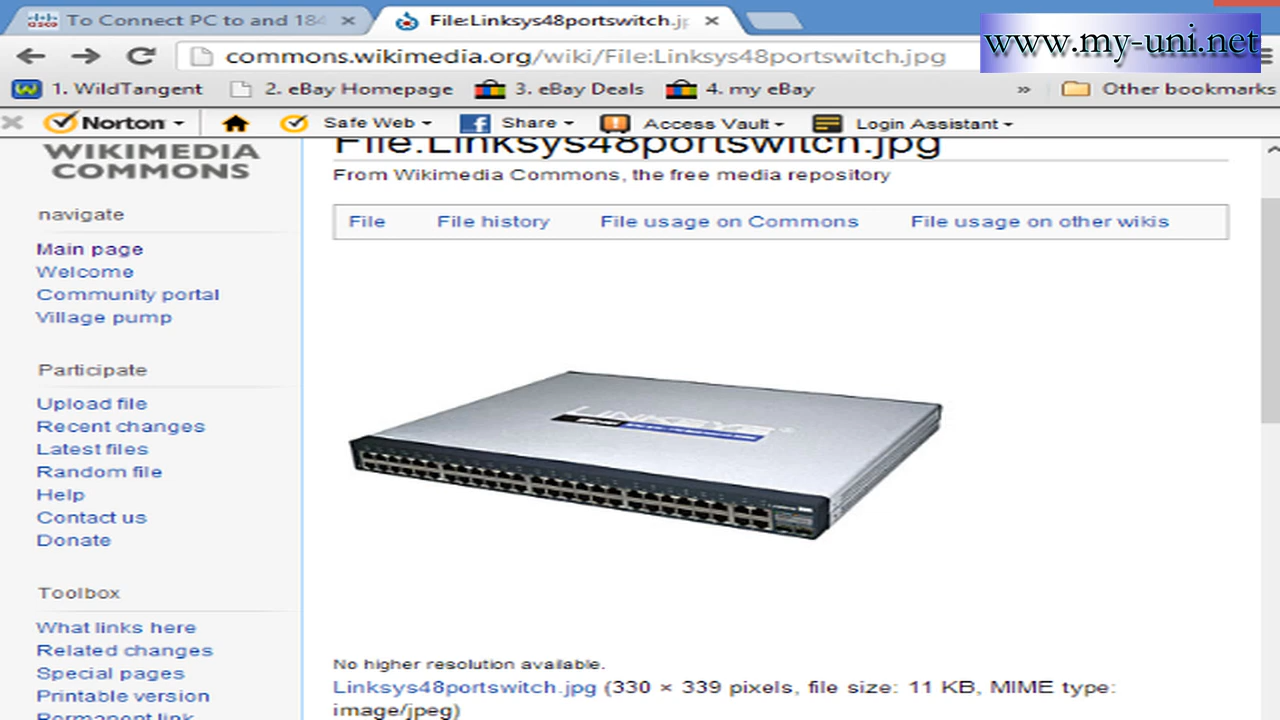 To Connect PC to and 184
File:Linksys48portswitch.jp
www.my-uni.net
commons.wikimedia.org/wiki/File:Linksys48portswitch.jpg
1. WildTangent
2. eBay Homepage
3. eBay Deals
4. my eBay
»
Other bookmarks
Norton
Safe Web
Share
Access Vault
Login Assistant
WIKIMEDIA
COMMONS
navigate
Main page
Welcome
Community portal
Village pump
Participate
Upload file
Recent changes
Latest files
Random file
Help
Contact us
Donate
Toolbox
What links here
Related changes
Special pages
Printable version
Permanent link
File:Linksys48portswitch.jpg
From Wikimedia Commons, the free media repository
File
File history
File usage on Commons
File usage on other wikis
LINKSYS
No higher resolution available.
Linksys48portswitch.jpg (330 × 339 pixels, file size: 11 KB, MIME type:
image/jpeg)